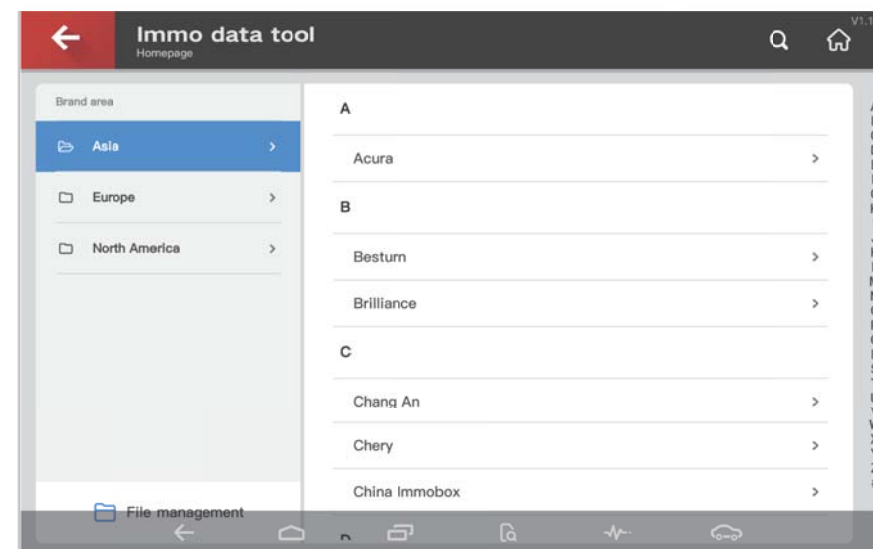 Immo data tool
Homepage
V1.1
Brand area
Asia
Europe
North America
File management
A
Acura
B
Besturn
Brilliance
C
Chang An
Chery
China Immobox